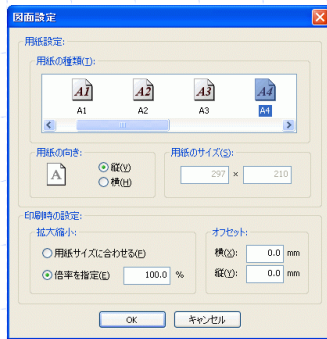 図面設定
用紙設定:
用紙の種類(T):
A1 A2 A3 A4
A1 A2 A3 A4
用紙の向き:
A
縦(V)
横(H)
用紙のサイズ(S):
297 × 210
印刷時の設定:
拡大縮小:
用紙サイズに合わせる(F)
倍率を指定(E) 100.0 %
オフセット:
横(X): 0.0 mm
縦(Y): 0.0 mm
OK キャンセル